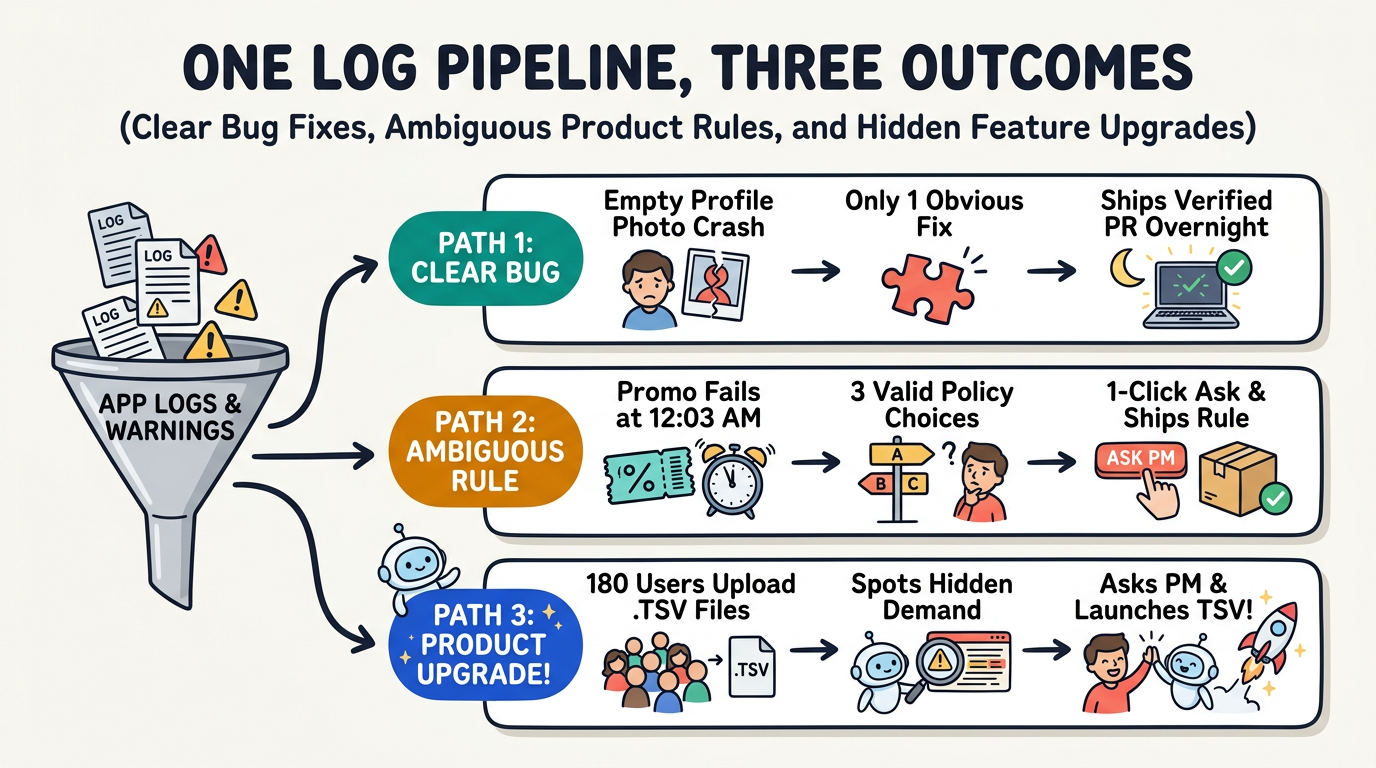 ONE LOG PIPELINE, THREE OUTCOMES
(Clear Bug Fixes, Ambiguous Product Rules, and Hidden Feature Upgrades)
LOG
LOG
LOG
APP LOGS &
WARNINGS
PATH 1:
CLEAR BUG
Empty Profile
Photo Crash
Only 1 Obvious
Fix
Ships Verified
PR Overnight
PATH 2:
AMBIGUOUS
RULE
Promo Fails
at 12:03 AM
%
3 Valid Policy
Choices
A
B
C
?
1-Click Ask &
Ships Rule
ASK PM
PATH 3:
PRODUCT
UPGRADE!
180 Users Upload
.TSV Files
.TSV
Spots Hidden
Demand
Asks PM &
Launches TSV!